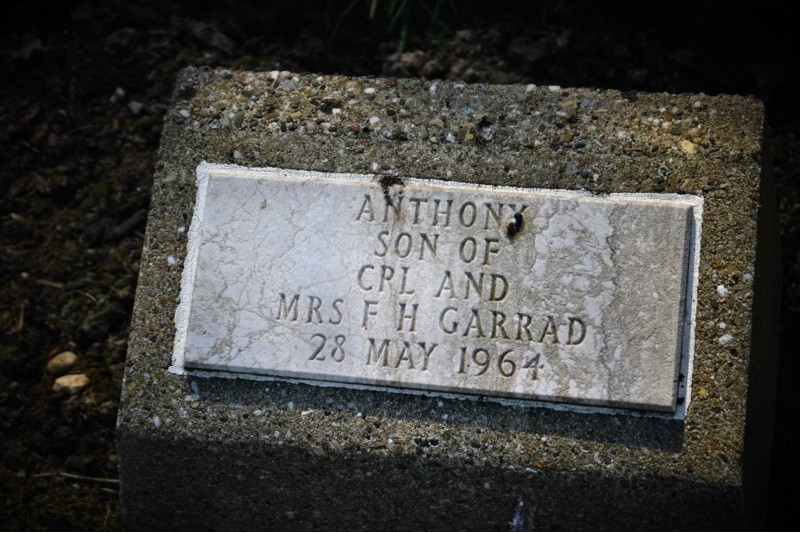 ANTHONY
SON OF
CPL AND
MRS F H GARRAD
28 MAY 1964